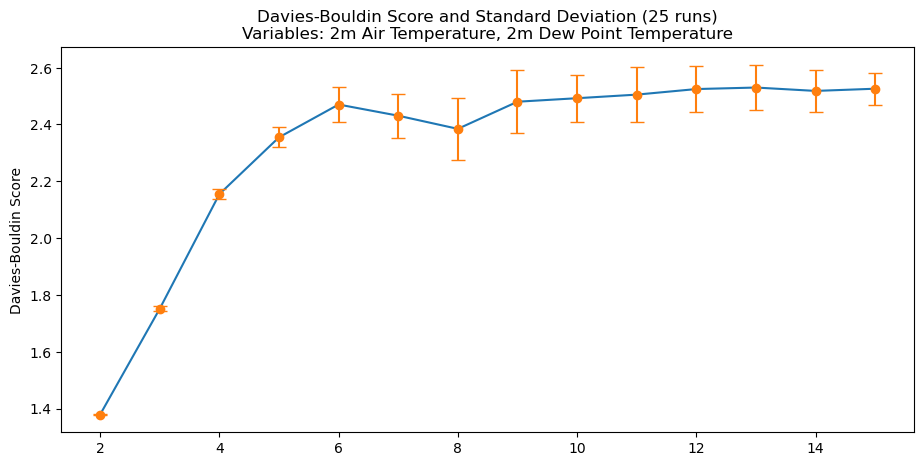 Davies-Bouldin Score and Standard Deviation (25 runs)
Variables: 2m Air Temperature, 2m Dew Point Temperature
Davies-Bouldin Score
2.6
2.4
2.2
2.0
1.8
1.6
1.4
2 4 6 8 10 12 14